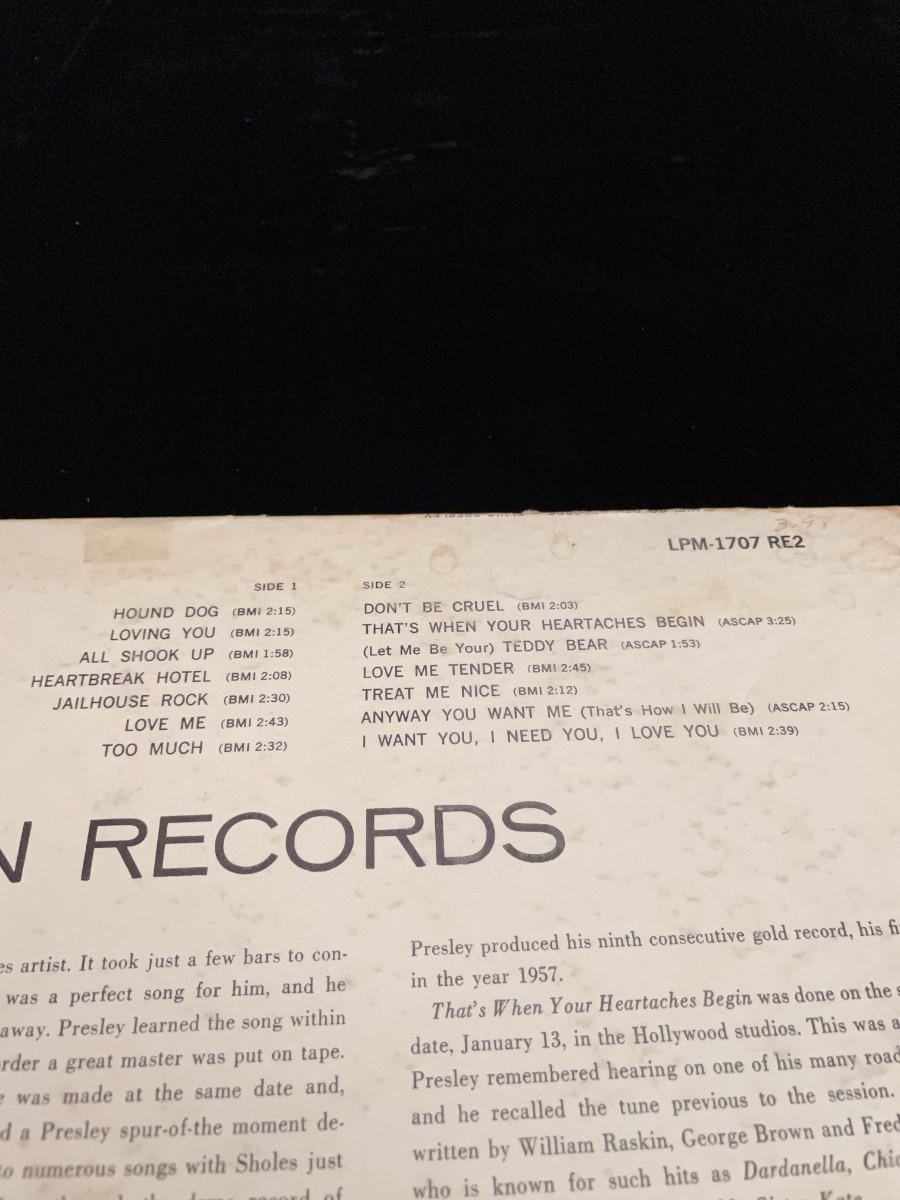 3.98
LPM-1707 RE2
SIDE 1
HOUND DOG (BMI 2:15)
LOVING YOU (BMI 2:15)
ALL SHOOK UP (BMI 1:58)
HEARTBREAK HOTEL (BMI 2:08)
JAILHOUSE ROCK (BMI 2:30)
LOVE ME (BMI 2:43)
TOO MUCH (BMI 2:32)
SIDE 2
DON'T BE CRUEL (BMI 2:03)
THAT'S WHEN YOUR HEARTACHES BEGIN (ASCAP 3:25)
(Let Me Be Your) TEDDY BEAR (ASCAP 1:53)
LOVE ME TENDER (BMI 2:45)
TREAT ME NICE (BMI 2:12)
ANYWAY YOU WANT ME (That's How I Will Be) (ASCAP 2:15)
I WANT YOU, I NEED YOU, I LOVE YOU (BMI 2:39)
N RECORDS
es artist. It took just a few bars to con-
was a perfect song for him, and he
away. Presley learned the song within
rder a great master was put on tape.
was made at the same date and,
d a Presley spur-of-the moment de-
to numerous songs with Sholes just
of
Presley produced his ninth consecutive gold record, his fi
in the year 1957.
That's When Your Heartaches Begin was done on the s
date, January 13, in the Hollywood studios. This was a
Presley remembered hearing on one of his many road
and he recalled the tune previous to the session.
written by William Raskin, George Brown and Fred
who is known for such hits as Dardanella, Chic